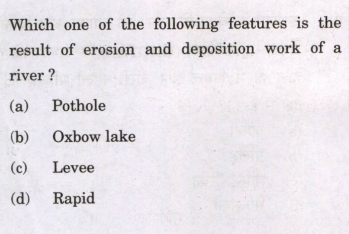 Which one of the following features is the
result of erosion and deposition work of a
river ?
(a) Pothole
(b) Oxbow lake
(c) Levee
(d) Rapid